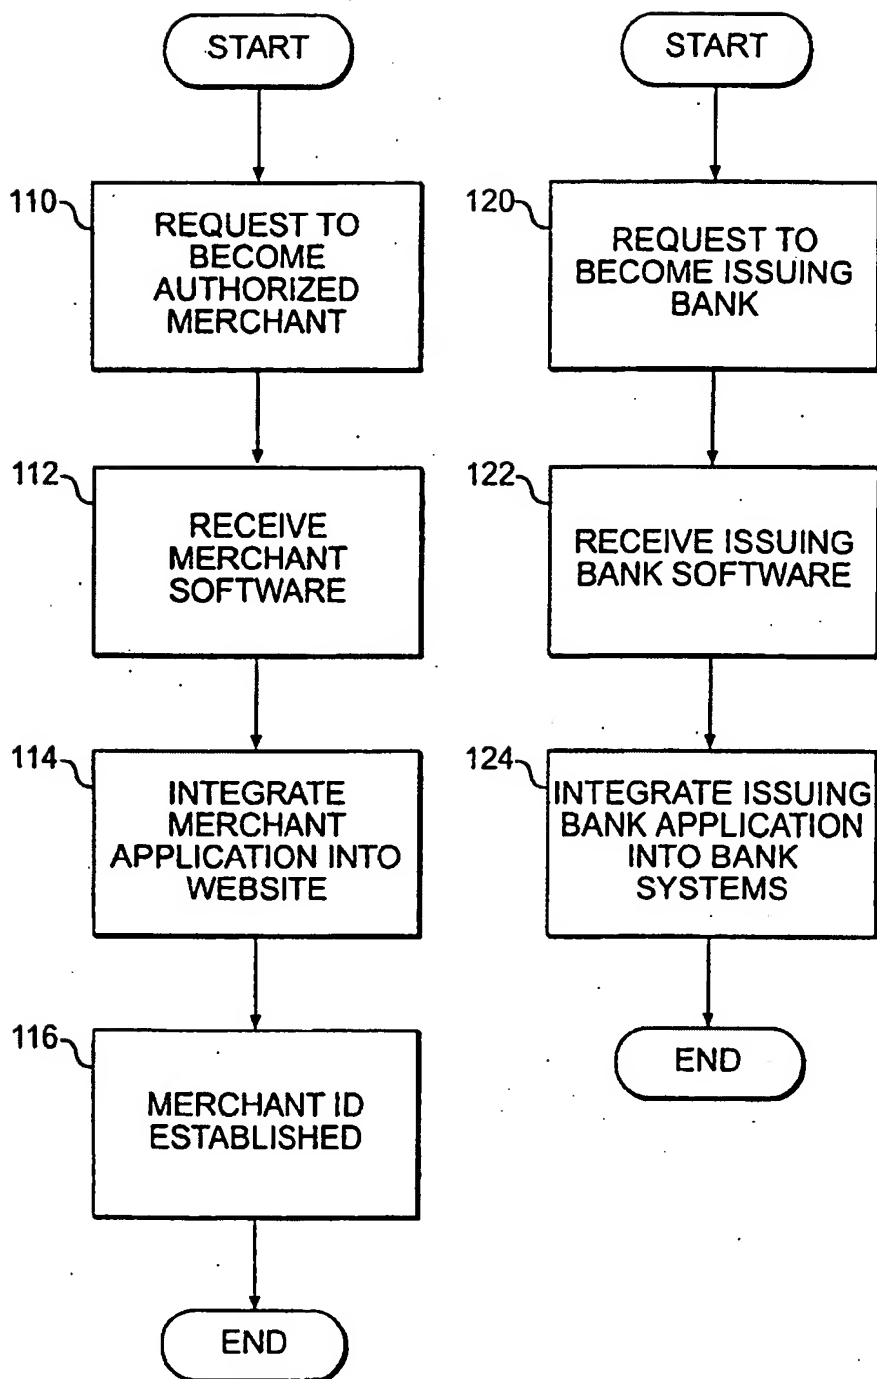 START
110
REQUEST TO
BECOME
AUTHORIZED
MERCHANT
112
RECEIVE
MERCHANT
SOFTWARE
114
INTEGRATE
MERCHANT
APPLICATION INTO
WEBSITE
116
MERCHANT ID
ESTABLISHED
END
START
120
REQUEST TO
BECOME ISSUING
BANK
122
RECEIVE ISSUING
BANK SOFTWARE
124
INTEGRATE ISSUING
BANK APPLICATION
INTO BANK
SYSTEMS
END